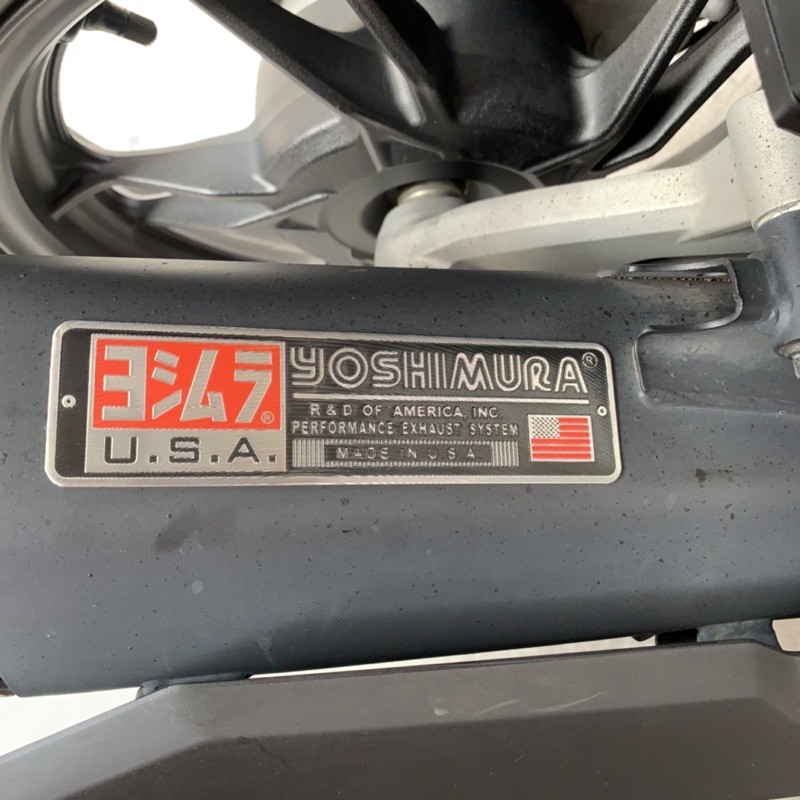 ヨシムラ®
U.S.A.
YOSHIMURA®
R & D OF AMERICA, INC.
PERFORMANCE EXHAUST SYSTEM
MADE IN U.S.A.